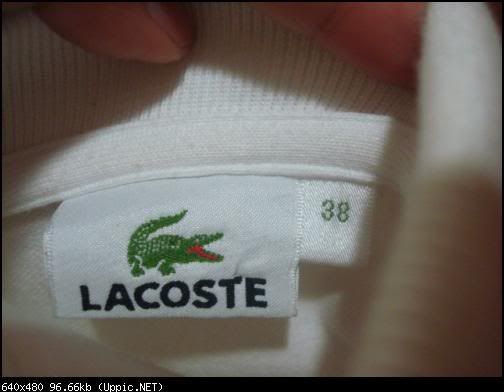 38
LACOSTE
640x480 96.66kb (Uppic.NET)